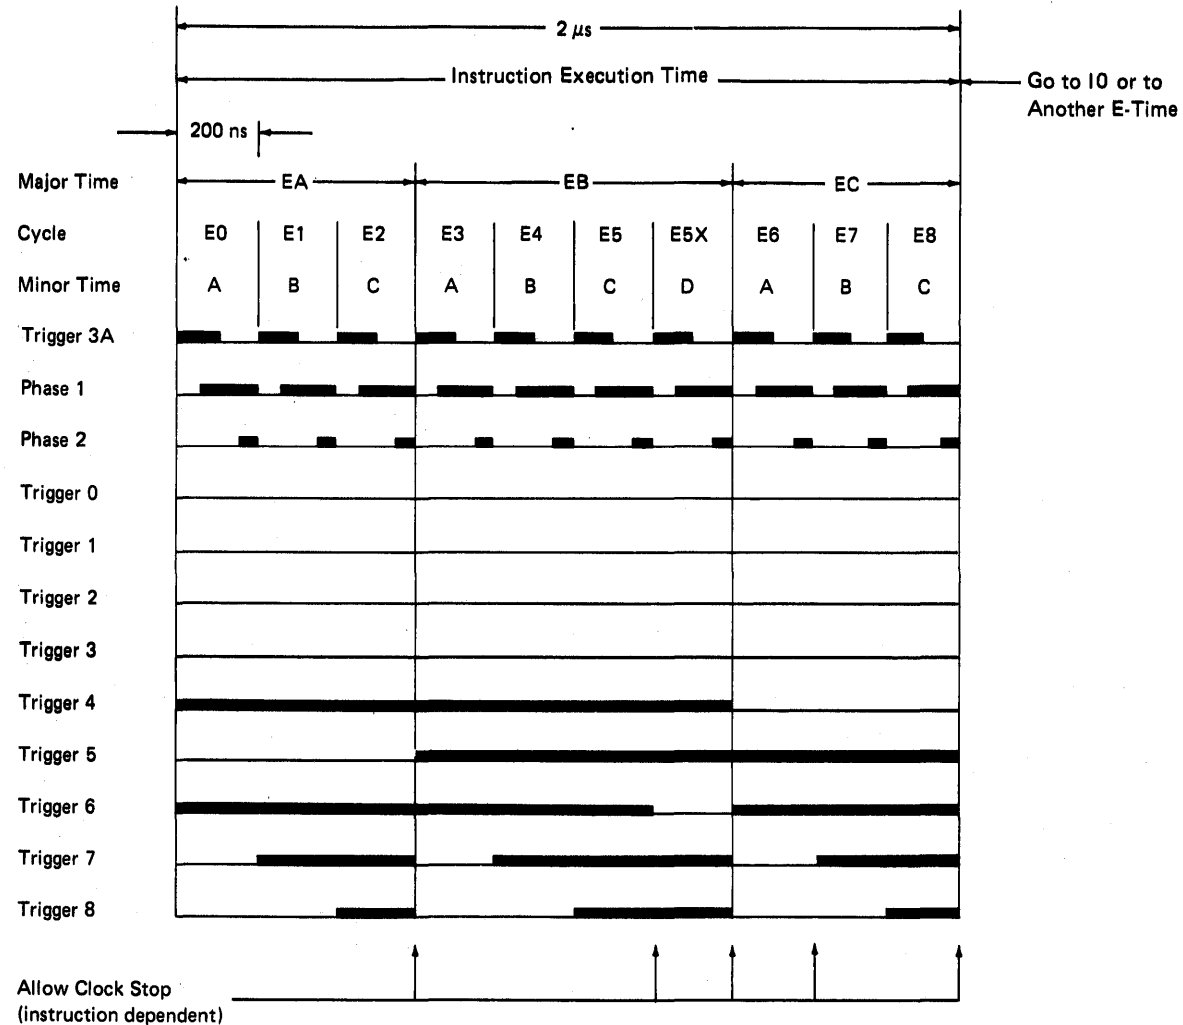 2 μs
Instruction Execution Time
Go to I0 or to
Another E-Time
200 ns
Major Time EA EB EC
Cycle E0 E1 E2 E3 E4 E5 E5X E6 E7 E8
Minor Time A B C A B C D A B C
Trigger 3A
Phase 1
Phase 2
Trigger 0
Trigger 1
Trigger 2
Trigger 3
Trigger 4
Trigger 5
Trigger 6
Trigger 7
Trigger 8
Allow Clock Stop
(instruction dependent)